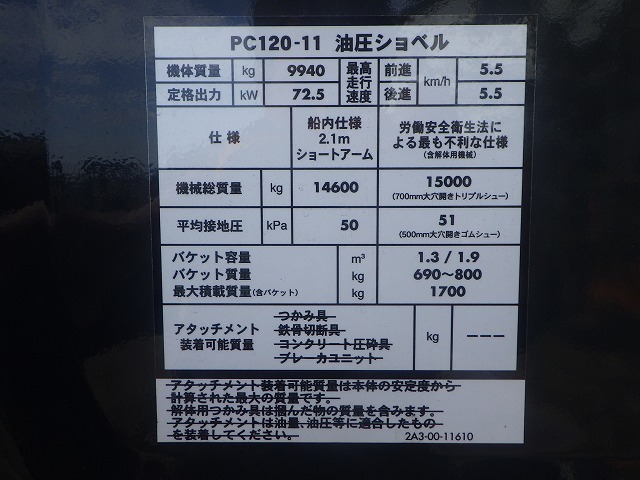 PC120-11 油圧ショベル
機体質量 kg 9940 最高走行速度 前進 km/h 5.5
定格出力 kW 72.5 後進 5.5
仕様 船内仕様 2.1m ショートアーム 労働安全衛生法による最も不利な仕様 (含解体用機械)
機械総質量 kg 14600 15000 (700mm大穴開きトリプルシュー)
平均接地圧 kPa 50 51 (500mm大穴開きゴムシュー)
バケット容量 m³ 1.3 / 1.9
バケット質量 kg 690～800
最大積載質量(含バケット) kg 1700
アタッチメント装着可能質量 つかみ具 鉄骨切断具 コンクリート圧砕具 ブレーカユニット kg ---
アタッチメント装着可能質量は本体の安定度から
計算された最大の質量です。
解体用つかみ具は掴んだ物の質量を含みます。
アタッチメントは油量、油圧等に適合したもの
を装着してください。 2A3-00-11610